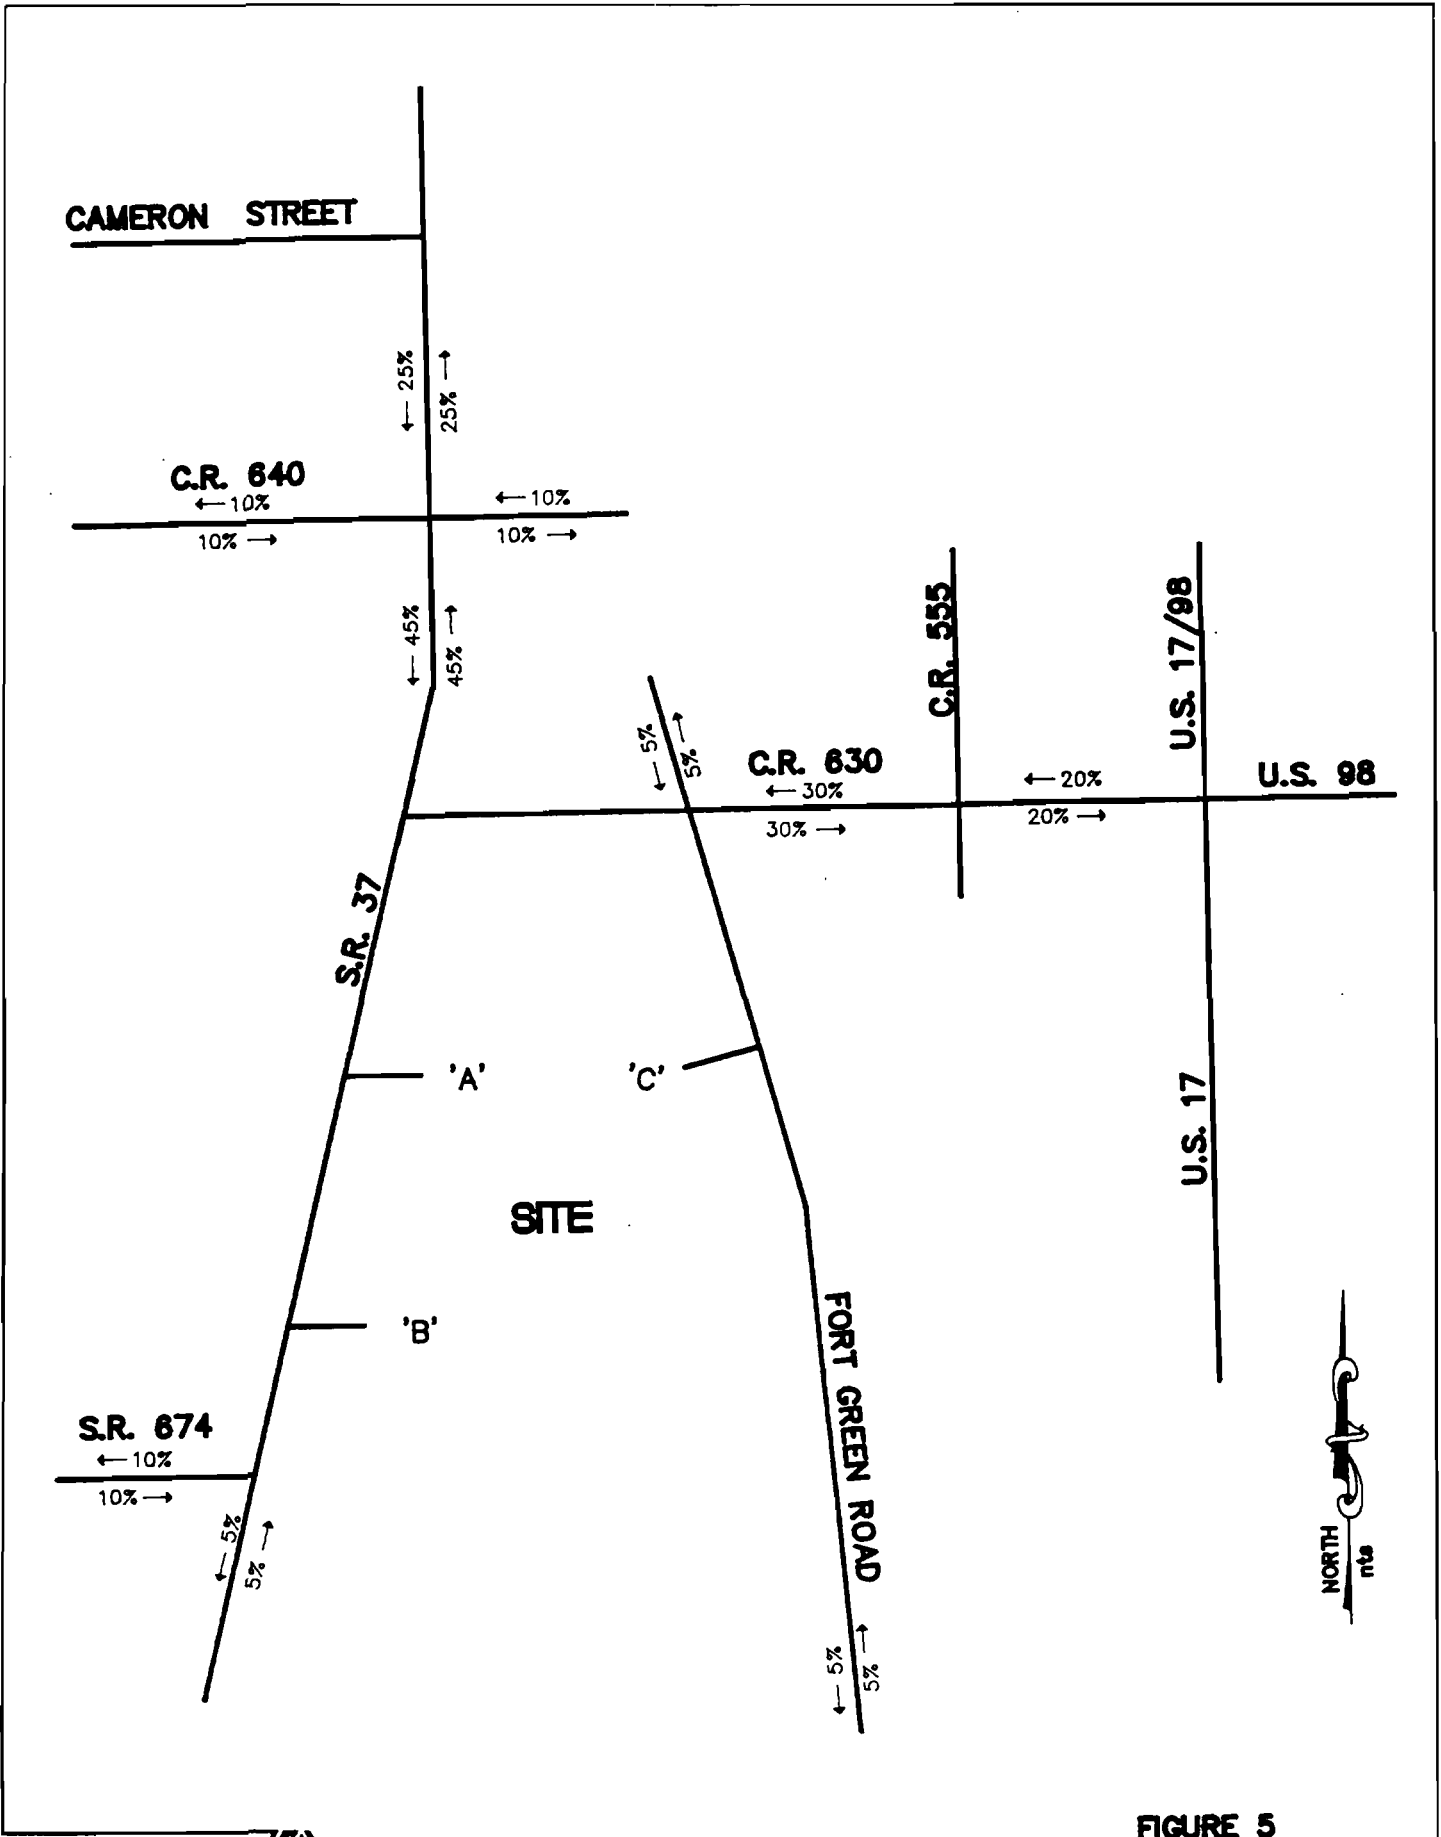 CAMERON STREET
← 25%
25% →
C.R. 640
← 10%
← 10%
10% →
10% →
← 45%
45% →
C.R. 555
U.S. 17/98
← 5%
5% →
C.R. 630
← 30%
30% →
← 20%
20% →
U.S. 98
S.R. 37
'A'
'C'
U.S. 17
SITE
'B'
FORT GREEN ROAD
S.R. 674
← 10%
10% →
← 5%
5% →
NORTH
nts
← 5%
5% →
FIGURE 5